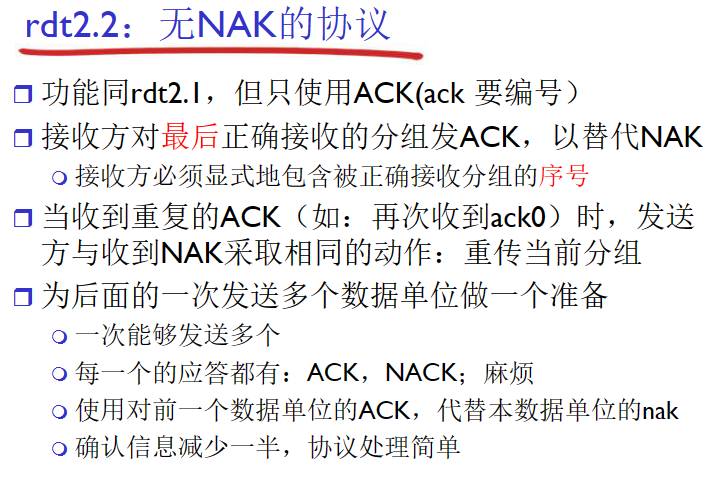 rdt2.2：无NAK的协议
功能同rdt2.1，但只使用ACK(ack 要编号）
接收方对最后正确接收的分组发ACK，以替代NAK
接收方必须显式地包含被正确接收分组的序号
当收到重复的ACK（如：再次收到ack0）时，发送
方与收到NAK采取相同的动作：重传当前分组
为后面的一次发送多个数据单位做一个准备
一次能够发送多个
每一个的应答都有：ACK，NACK；麻烦
使用对前一个数据单位的ACK，代替本数据单位的nak
确认信息减少一半，协议处理简单